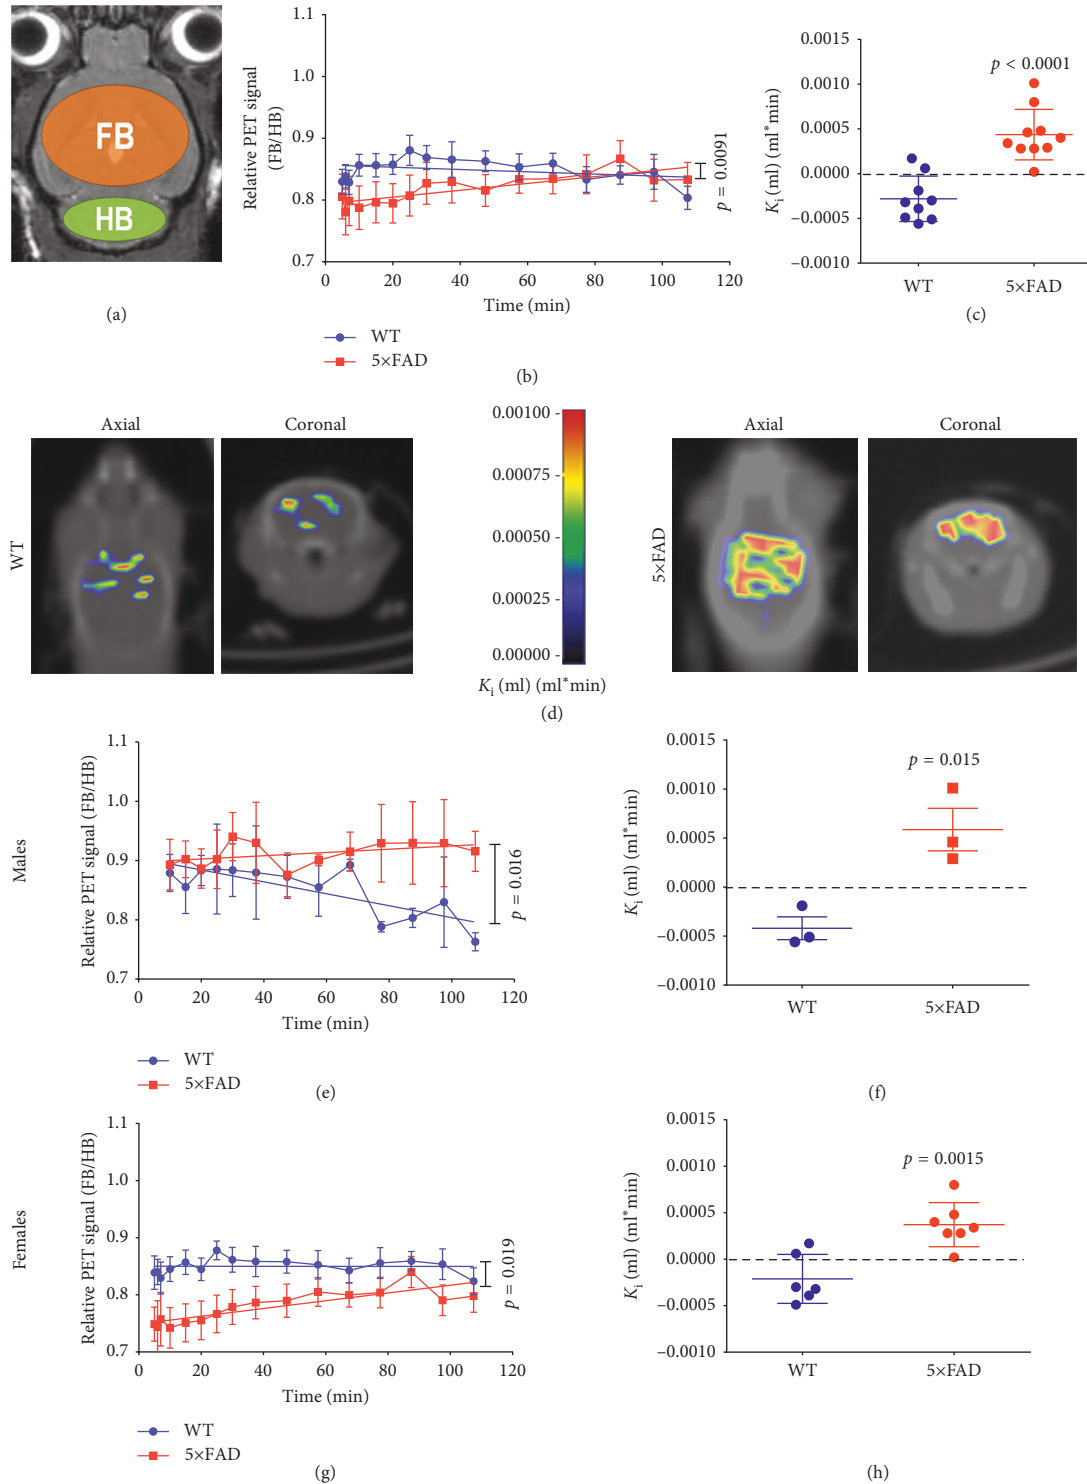 FB
HB
(a)
1.1
1.0
0.9
0.8
0.7
Relative PET signal
(FB/HB)
0
20
40
60
80
100
120
Time (min)
p = 0.0091
WT
5×FAD
(b)
0.0015
0.0010
0.0005
0.0000
−0.0005
−0.0010
Ki (ml) (ml*min)
p < 0.0001
WT
5×FAD
(c)
Axial
Coronal
WT
0.00100
0.00075
0.00050
0.00025
0.00000
Ki (ml) (ml*min)
Axial
Coronal
5×FAD
(d)
Males
1.1
1.0
0.9
0.8
0.7
Relative PET signal (FB/HB)
0
20
40
60
80
100
120
Time (min)
p = 0.016
WT
5×FAD
(e)
0.0015
0.0010
0.0005
0.0000
−0.0005
−0.0010
Ki (ml) (ml*min)
p = 0.015
WT
5×FAD
(f)
Females
1.1
1.0
0.9
0.8
0.7
Relative PET signal (FB/HB)
0
20
40
60
80
100
120
Time (min)
p = 0.019
WT
5×FAD
(g)
0.0015
0.0010
0.0005
0.0000
−0.0005
−0.0010
Ki (ml) (ml*min)
p = 0.0015
WT
5×FAD
(h)